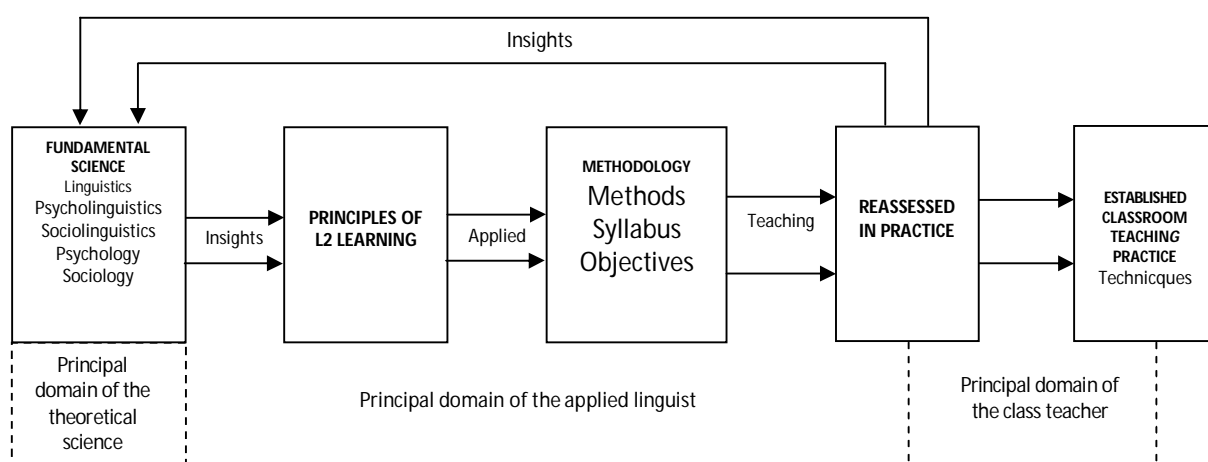 Insights
FUNDAMENTAL
SCIENCE
Linguistics
Psycholinguistics
Sociolinguistics
Psychology
Sociology
Insights
PRINCIPLES OF
L2 LEARNING
Applied
METHODOLOGY
Methods
Syllabus
Objectives
Teaching
REASSESSED
IN PRACTICE
ESTABLISHED
CLASSROOM
TEACHING
PRACTICE
Technicques
Principal
domain of the
theoretical
science
Principal domain of the applied linguist
Principal domain of
the class teacher